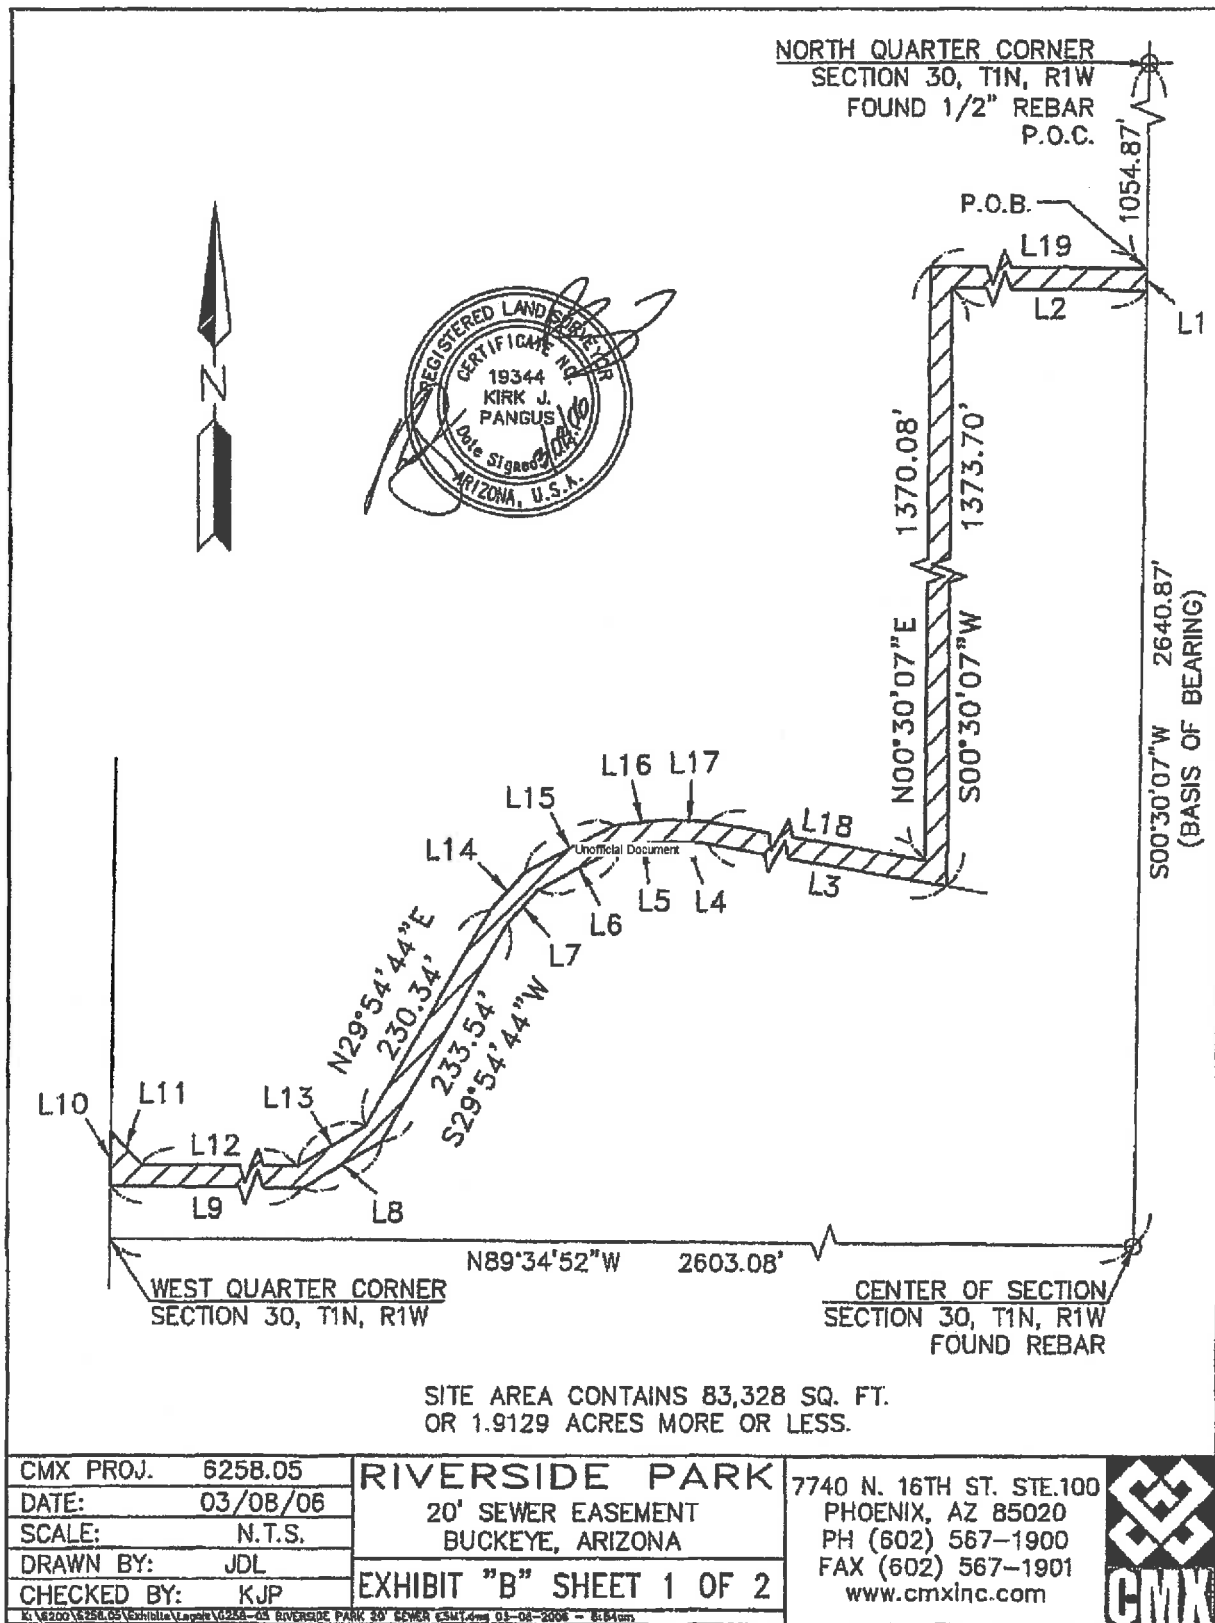 NORTH QUARTER CORNER
SECTION 30, T1N, R1W
FOUND 1/2" REBAR
P.O.C.
1054.87'
P.O.B.
L19
L2
L1
N
REGISTERED LAND SURVEYOR
CERTIFICATE NO.
19344
KIRK J.
PANGUS
Date Signed
ARIZONA, U.S.A.
1370.08'
1373.70'
N00°30'07"E
S00°30'07"W
S00°30'07"W 2640.87'
(BASIS OF BEARING)
L16
L17
L15
L18
L14
Unofficial Document
L3
L5
L4
L6
L7
N29°54'44"E
230.34'
233.54'
S29°54'44"W
L10
L11
L13
L12
L9
L8
N89°34'52"W 2603.08'
WEST QUARTER CORNER
SECTION 30, T1N, R1W
CENTER OF SECTION
SECTION 30, T1N, R1W
FOUND REBAR
SITE AREA CONTAINS 83,328 SQ. FT.
OR 1.9129 ACRES MORE OR LESS.
CMX PROJ. 6258.05
DATE: 03/08/06
SCALE: N.T.S.
DRAWN BY: JDL
CHECKED BY: KJP
RIVERSIDE PARK
20' SEWER EASEMENT
BUCKEYE, ARIZONA
EXHIBIT "B" SHEET 1 OF 2
7740 N. 16TH ST. STE.100
PHOENIX, AZ 85020
PH (602) 567-1900
FAX (602) 567-1901
www.cmxinc.com
CMX